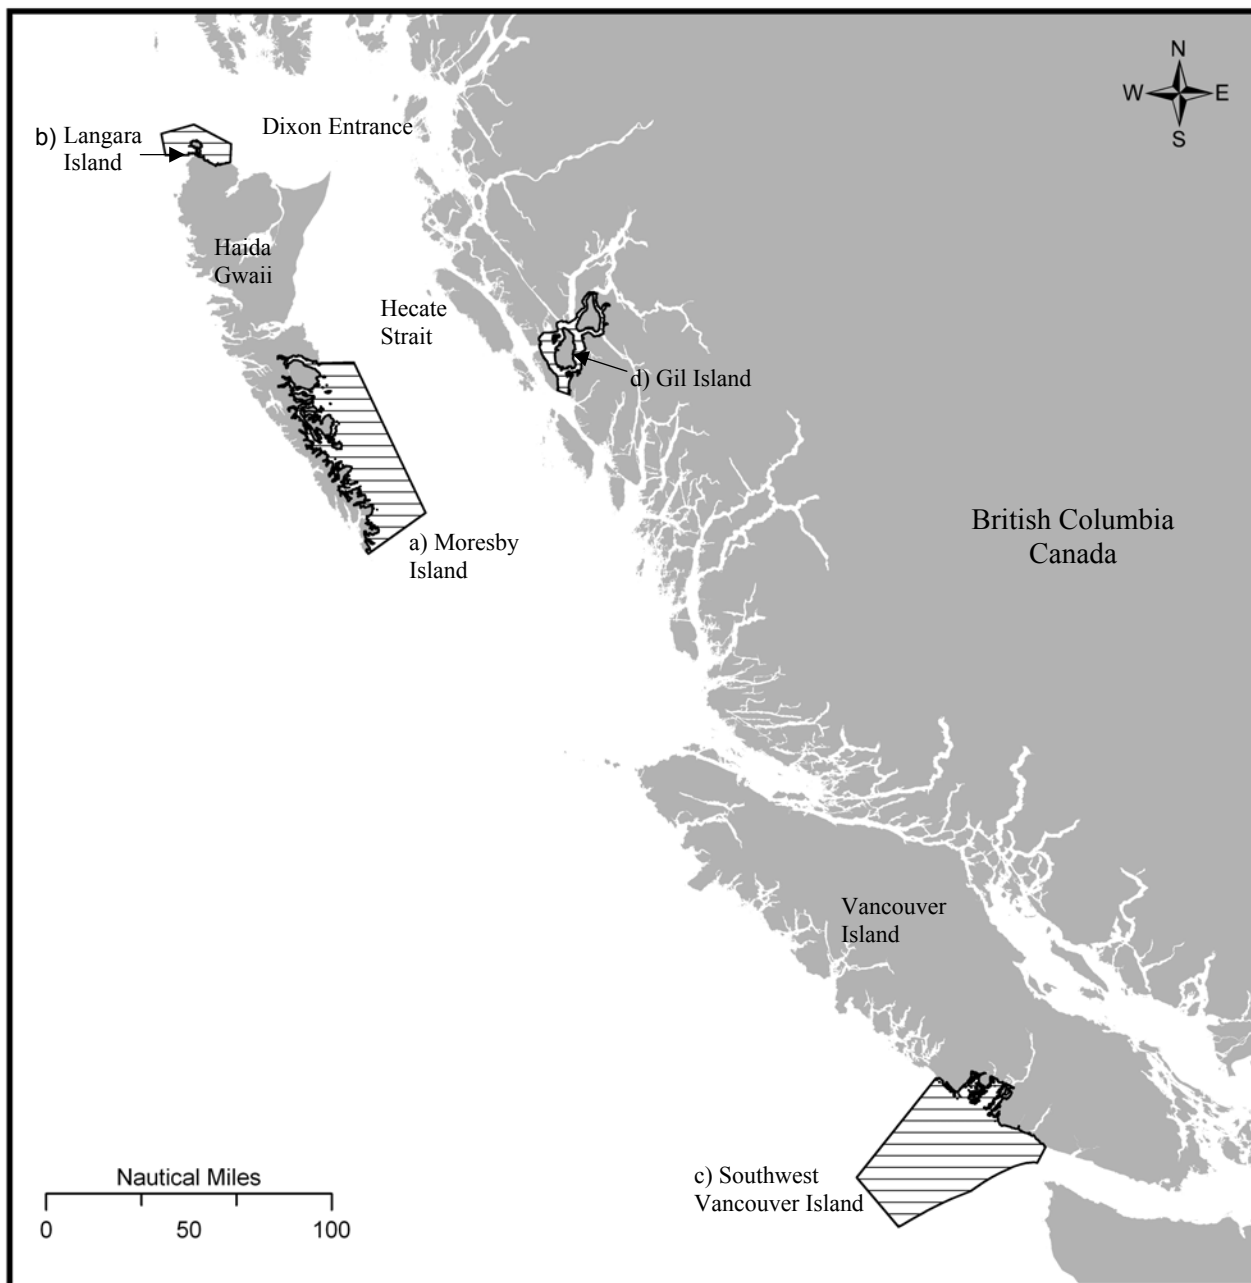 N
W E
S
Dixon Entrance
b) Langara
Island
Haida
Gwaii
Hecate
Strait
d) Gil Island
a) Moresby
Island
British Columbia
Canada
Vancouver
Island
c) Southwest
Vancouver Island
Nautical Miles
0 50 100